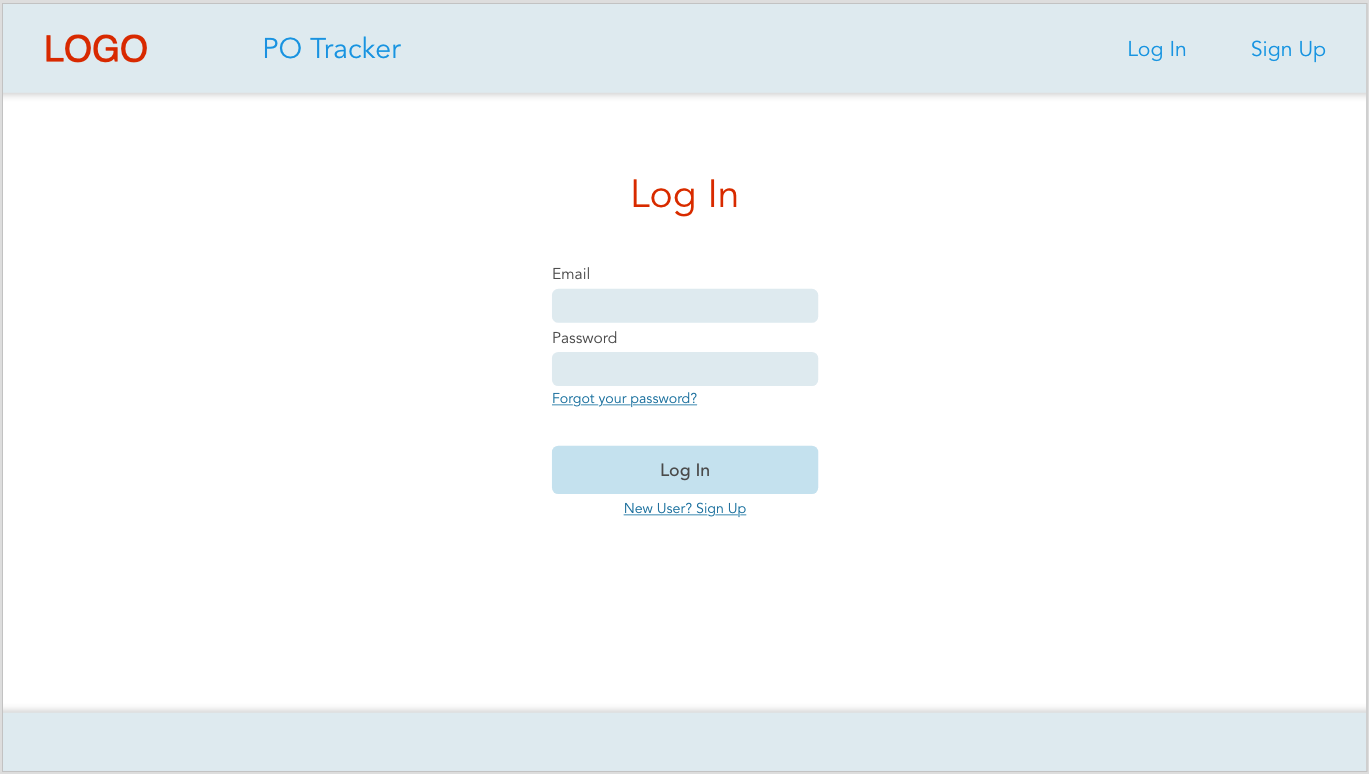 LOGO
PO Tracker
Log In
Sign Up
Log In
Email
Password
Forgot your password?
Log In
New User? Sign Up